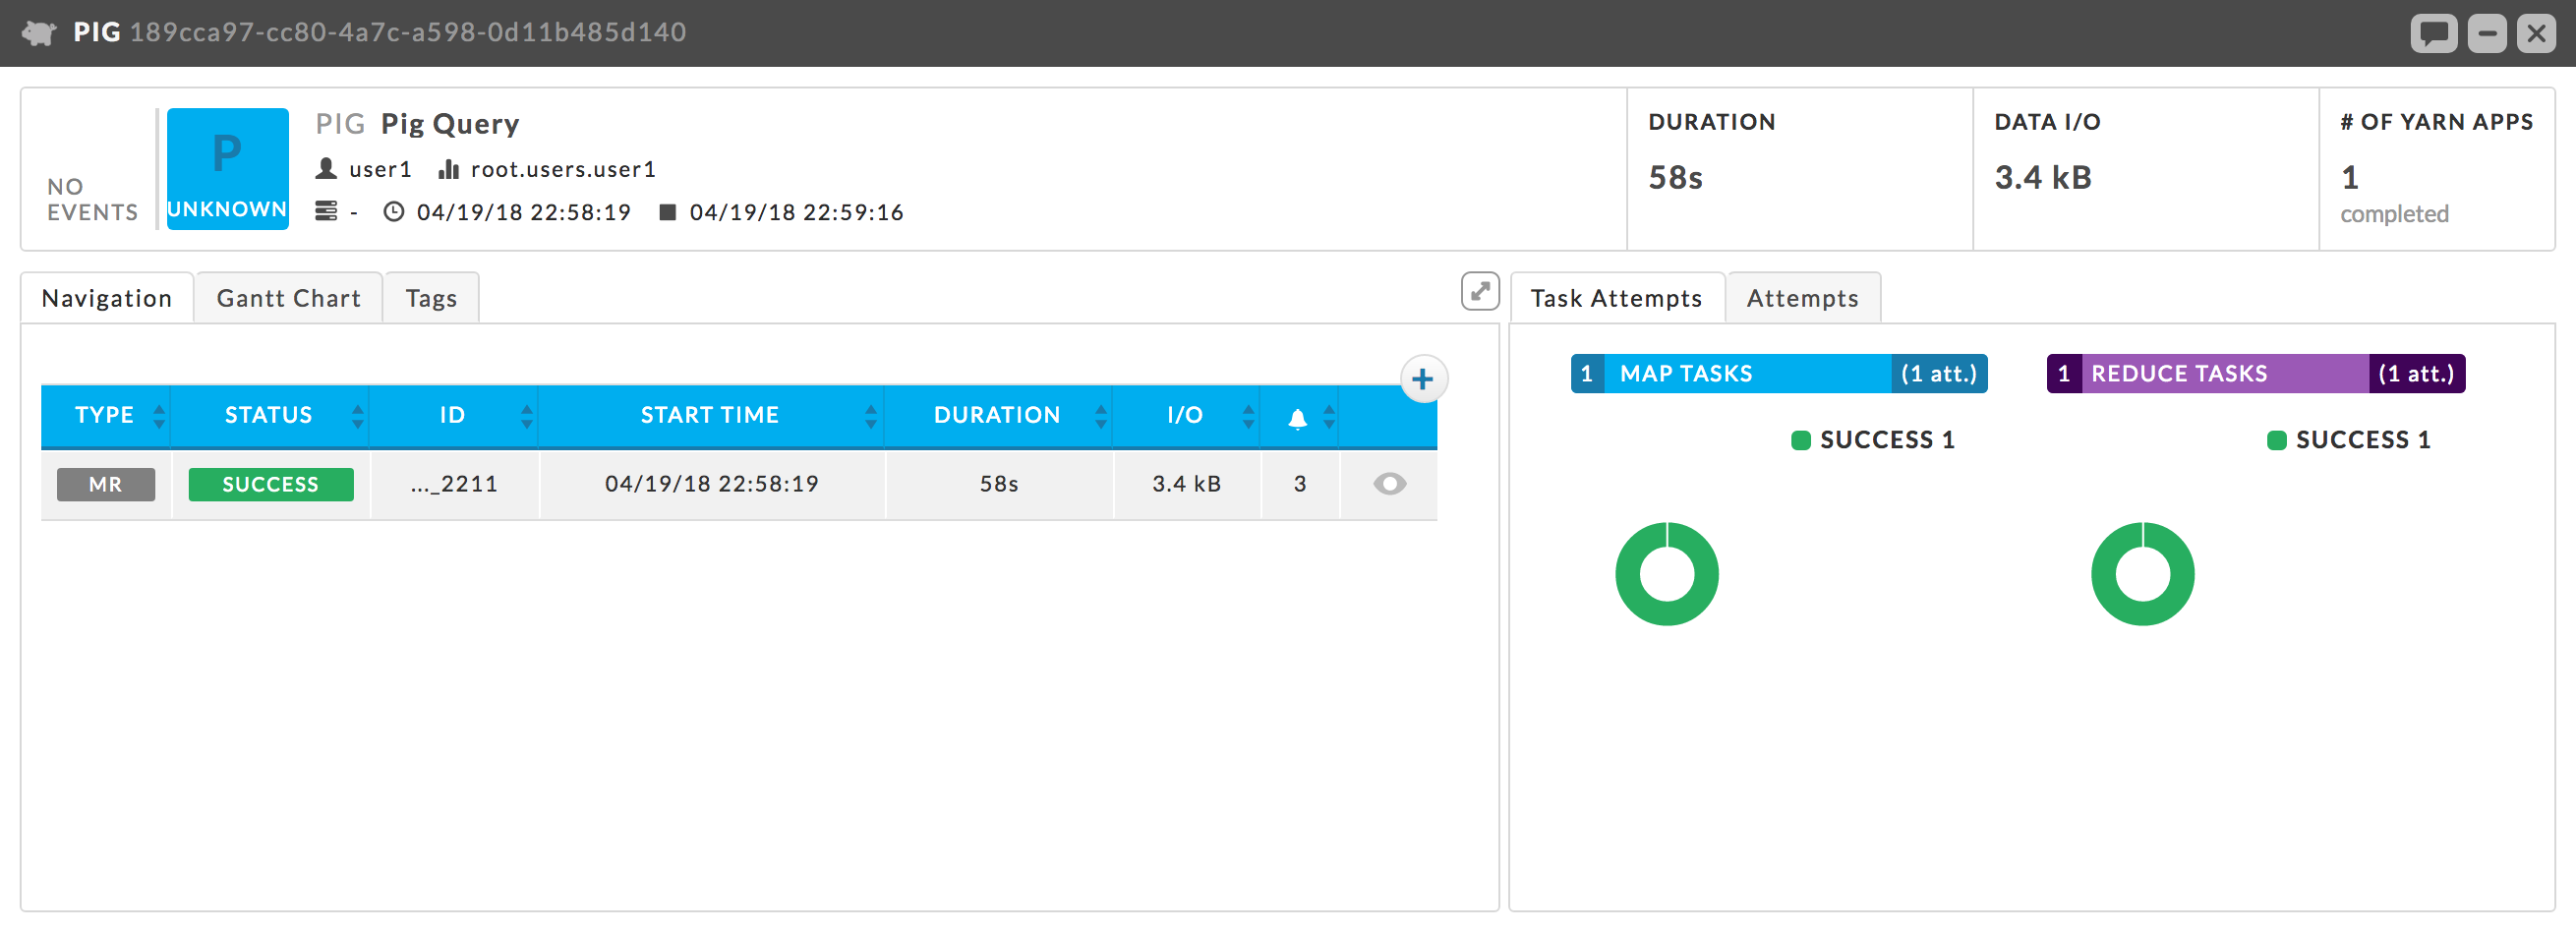 PIG 189cca97-cc80-4a7c-a598-0d11b485d140
NO EVENTS
P
UNKNOWN
PIG Pig Query
user1 root.users.user1
- 04/19/18 22:58:19 04/19/18 22:59:16
DURATION
58s
DATA I/O
3.4 kB
# OF YARN APPS
1
completed
Navigation Gantt Chart Tags
TYPE STATUS ID START TIME DURATION I/O
MR SUCCESS ..._2211 04/19/18 22:58:19 58s 3.4 kB 3
Task Attempts Attempts
1 MAP TASKS (1 att.)
SUCCESS 1
1 REDUCE TASKS (1 att.)
SUCCESS 1